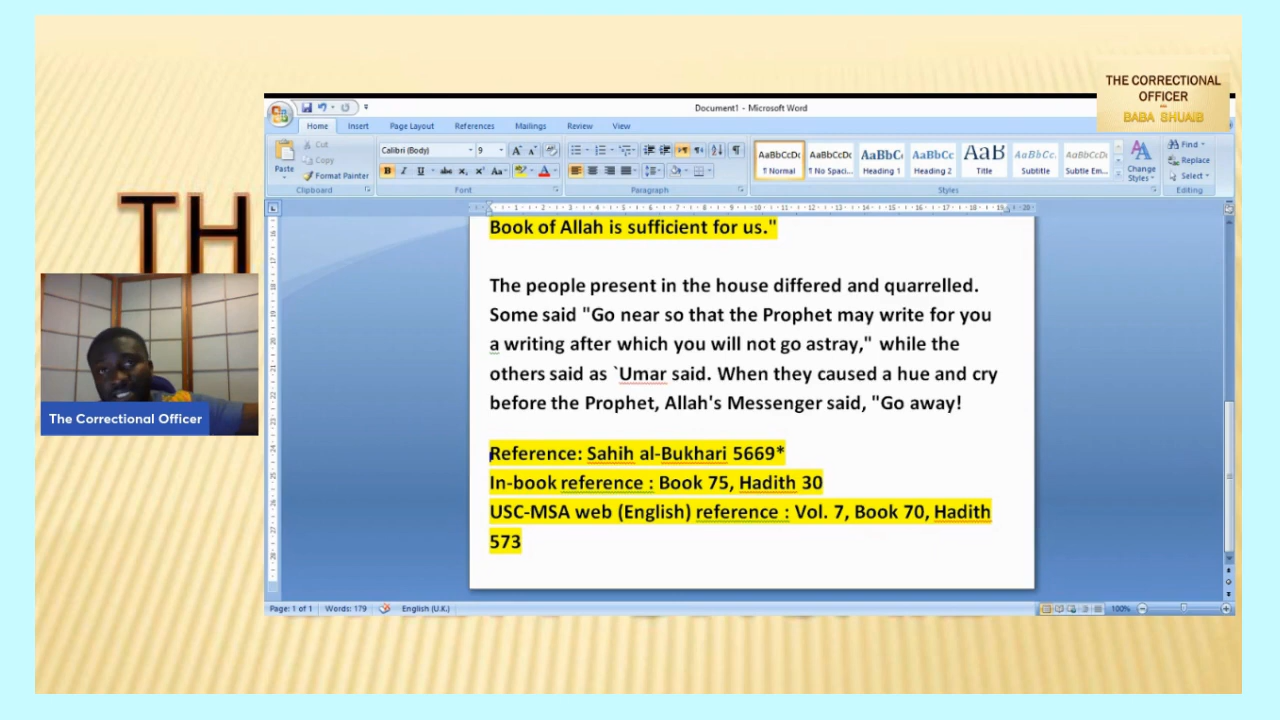 THE CORRECTIONAL
OFFICER
BABA SHUAIB
Document1 - Microsoft Word
Home Insert Page Layout References Mailings Review View
Cut
Copy
Format Painter
Paste
Calibri (Body) 9
AaBbCcDc AaBbCcDc AaBbC AaBbCc AaB AaBbCc. AaBbCcDc
¶ Normal ¶ No Spaci... Heading 1 Heading 2 Title Subtitle Subtle Em...
Change
Styles
Find
Replace
Select
Clipboard Font Paragraph Styles Editing
TH
Book of Allah is sufficient for us."
The people present in the house differed and quarrelled.
Some said "Go near so that the Prophet may write for you
a writing after which you will not go astray," while the
others said as `Umar said. When they caused a hue and cry
before the Prophet, Allah's Messenger said, "Go away!
Reference: Sahih al-Bukhari 5669*
In-book reference : Book 75, Hadith 30
USC-MSA web (English) reference : Vol. 7, Book 70, Hadith
573
The Correctional Officer
Page: 1 of 1 Words: 179 English (U.K.) 100%